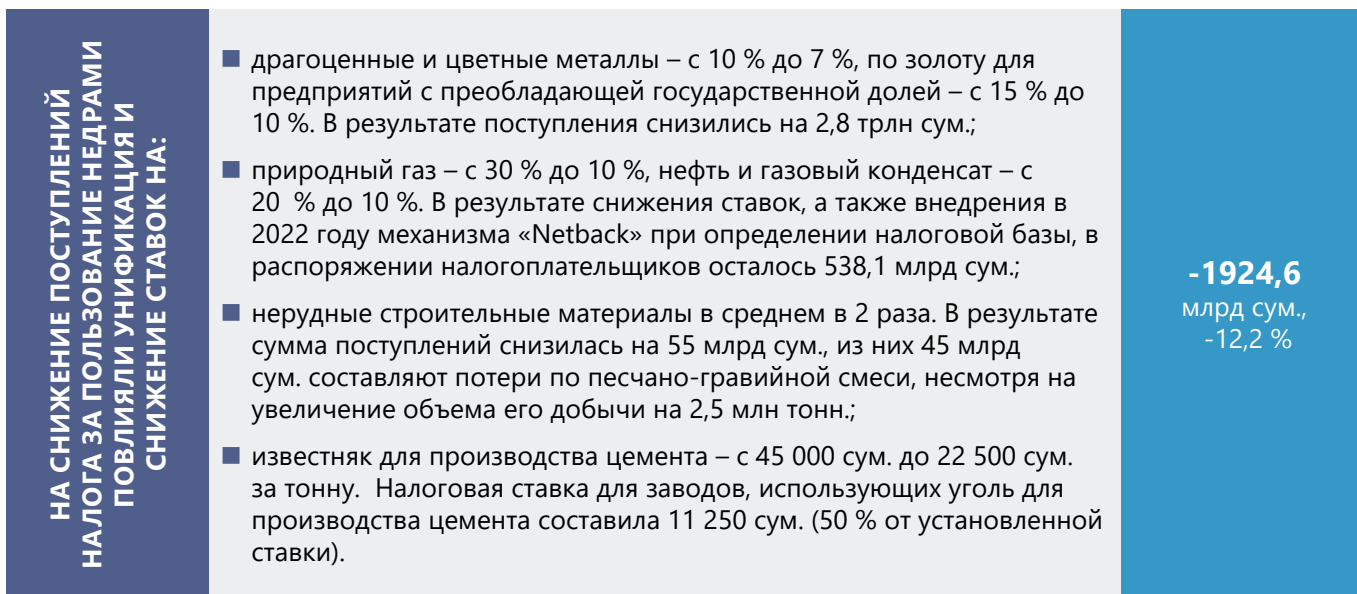 НА СНИЖЕНИЕ ПОСТУПЛЕНИЙ
НАЛОГА ЗА ПОЛЬЗОВАНИЕ НЕДРАМИ
ПОВЛИЯЛИ УНИФИКАЦИЯ И
СНИЖЕНИЕ СТАВОК НА:
драгоценные и цветные металлы – с 10 % до 7 %, по золоту для
предприятий с преобладающей государственной долей – с 15 % до
10 %. В результате поступления снизились на 2,8 трлн сум.;
природный газ – с 30 % до 10 %, нефть и газовый конденсат – с
20 % до 10 %. В результате снижения ставок, а также внедрения в
2022 году механизма «Netback» при определении налоговой базы, в
распоряжении налогоплательщиков осталось 538,1 млрд сум.;
нерудные строительные материалы в среднем в 2 раза. В результате
сумма поступлений снизилась на 55 млрд сум., из них 45 млрд
сум. составляют потери по песчано-гравийной смеси, несмотря на
увеличение объема его добычи на 2,5 млн тонн.;
известняк для производства цемента – с 45 000 сум. до 22 500 сум.
за тонну. Налоговая ставка для заводов, использующих уголь для
производства цемента составила 11 250 сум. (50 % от установленной
ставки).
-1924,6
млрд сум.,
-12,2 %